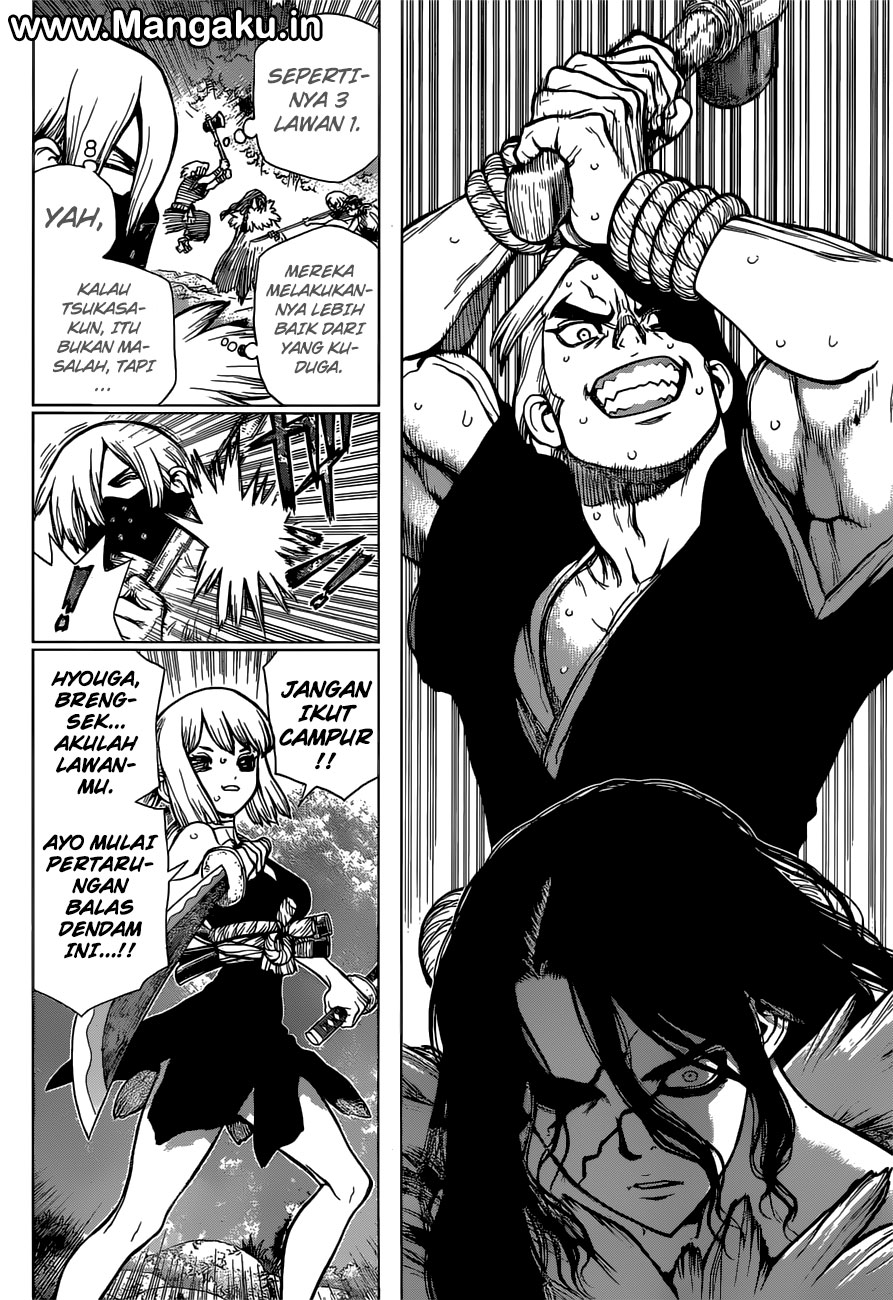 www.Mangaku.in
SEPERTI-
NYA 3
LAWAN 1.
MEREKA
MELAKUKAN-
NYA LEBIH
BAIK DARI
YANG KU-
DUGA.
YAH,
KALAU
TSUKASA-
KUN, ITU
BUKAN MA-
SALAH, TAPI
...
!
JANGAN
IKUT
CAMPUR
!!
HYOUGA,
BRENG-
SEK...
AKULAH
LAWAN-
MU.
AYO MULAI
PERTARU-
NGAN
BALAS
DENDAM
INI...!!